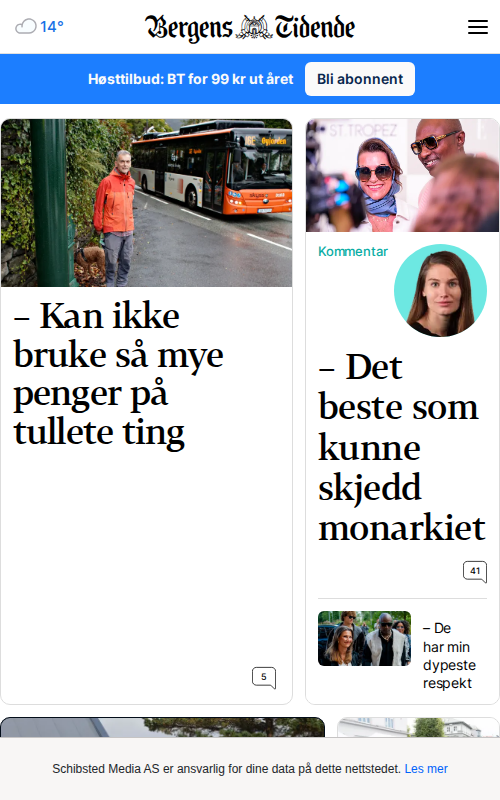 14°
Bergens Tidende
Høsttilbud: BT for 99 kr ut året
Bli abonnent
– Kan ikke
bruke så mye
penger på
tullete ting
5
ST. TROPEZ
Kommentar
– Det
beste som
kunne
skjedd
monarkiet
41
– De
har min
dypeste
respekt
Schibsted Media AS er ansvarlig for dine data på dette nettstedet. Les mer